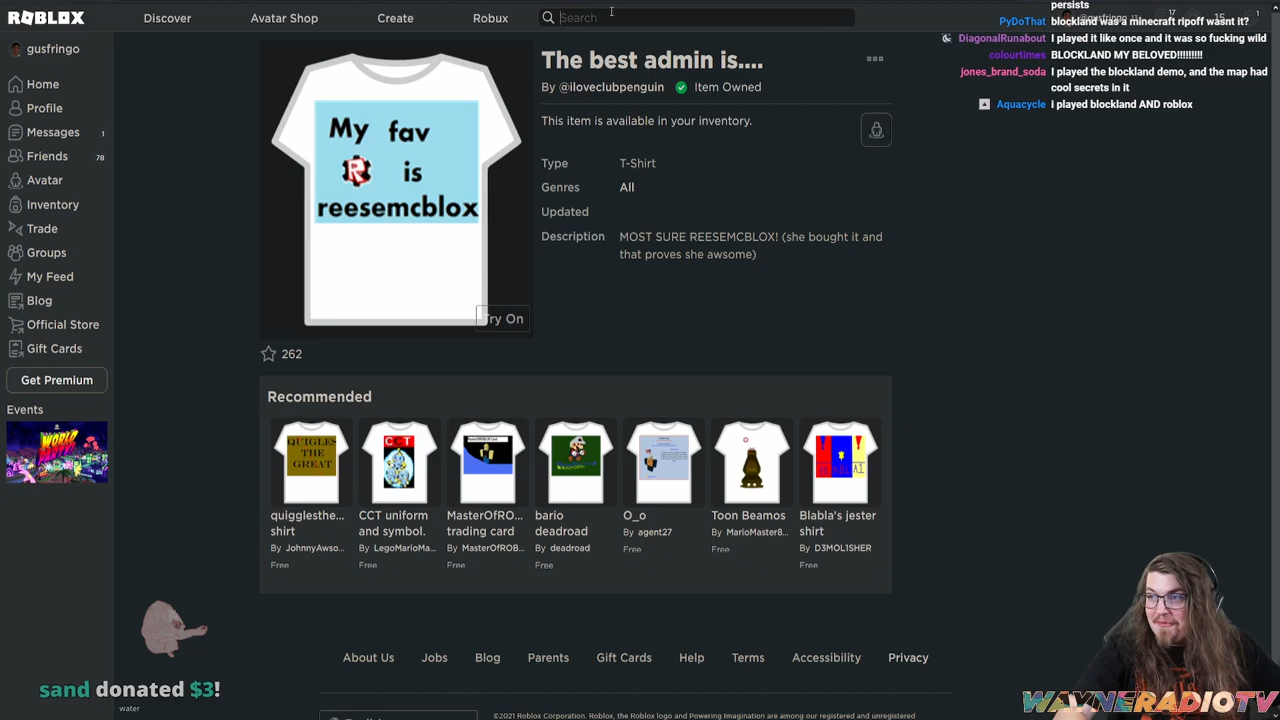 ROBLOX
Discover
Avatar Shop
Create
Robux
Search
gusfringo
Home
Profile
Messages
1
Friends
78
Avatar
Inventory
Trade
Groups
My Feed
Blog
Official Store
Gift Cards
Get Premium
Events
My fav
R is
reesemcblox
Try On
262
The best admin is....
By @iloveclubpenguin
Item Owned
This item is available in your inventory.
Type
T-Shirt
Genres
All
Updated
Description
MOST SURE REESEMCBLOX! (she bought it and
that proves she awsome)
Recommended
QUIGLES
THE
GREAT
CCT
quigglesthe...
shirt
By JohnnyAwso...
Free
CCT uniform
and symbol.
By LegoMarioMa...
MasterOfRO...
trading card
By MasterOfROB...
bario
deadroad
By deadroad
Free
O_o
By agent27
Free
Toon Beamos
By MarioMaster8...
Free
Blabla's jester
shirt
By D3MOL1SHER
Free
About Us
Jobs
Blog
Parents
Gift Cards
Help
Terms
Accessibility
Privacy
©2021 Roblox Corporation. Roblox, the Roblox logo and Powering Imagination are among our registered and unregistered
persists
PyDoThat blockland was a minecraft ripoff wasnt it?
DiagonalRunabout I played it like once and it was so fucking wild
colourtimes BLOCKLAND MY BELOVED!!!!!!!!!
jones_brand_soda I played the blockland demo, and the map had
cool secrets in it
Aquacycle i played blockland AND roblox
17
15
1
sand donated $3!
water
WAYNERADIOTV